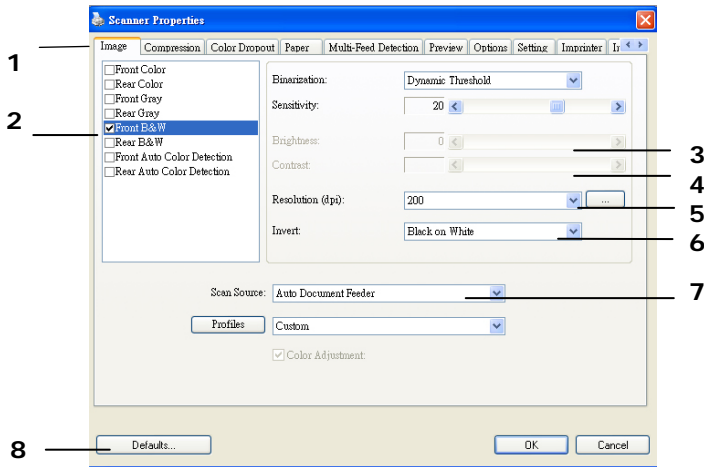 Scanner Properties
Image Compression Color Dropout Paper Multi-Feed Detection Preview Options Setting Imprinter
1
Front Color
Rear Color
Front Gray
Rear Gray
2
Front B&W
Rear B&W
Front Auto Color Detection
Rear Auto Color Detection
Binarization: Dynamic Threshold
Sensitivity: 20
Brightness: 0
3
Contrast:
4
Resolution (dpi): 200 ...
5
Invert: Black on White
6
Scan Source: Auto Document Feeder
7
Profiles Custom
Color Adjustment:
8
Defaults... OK Cancel